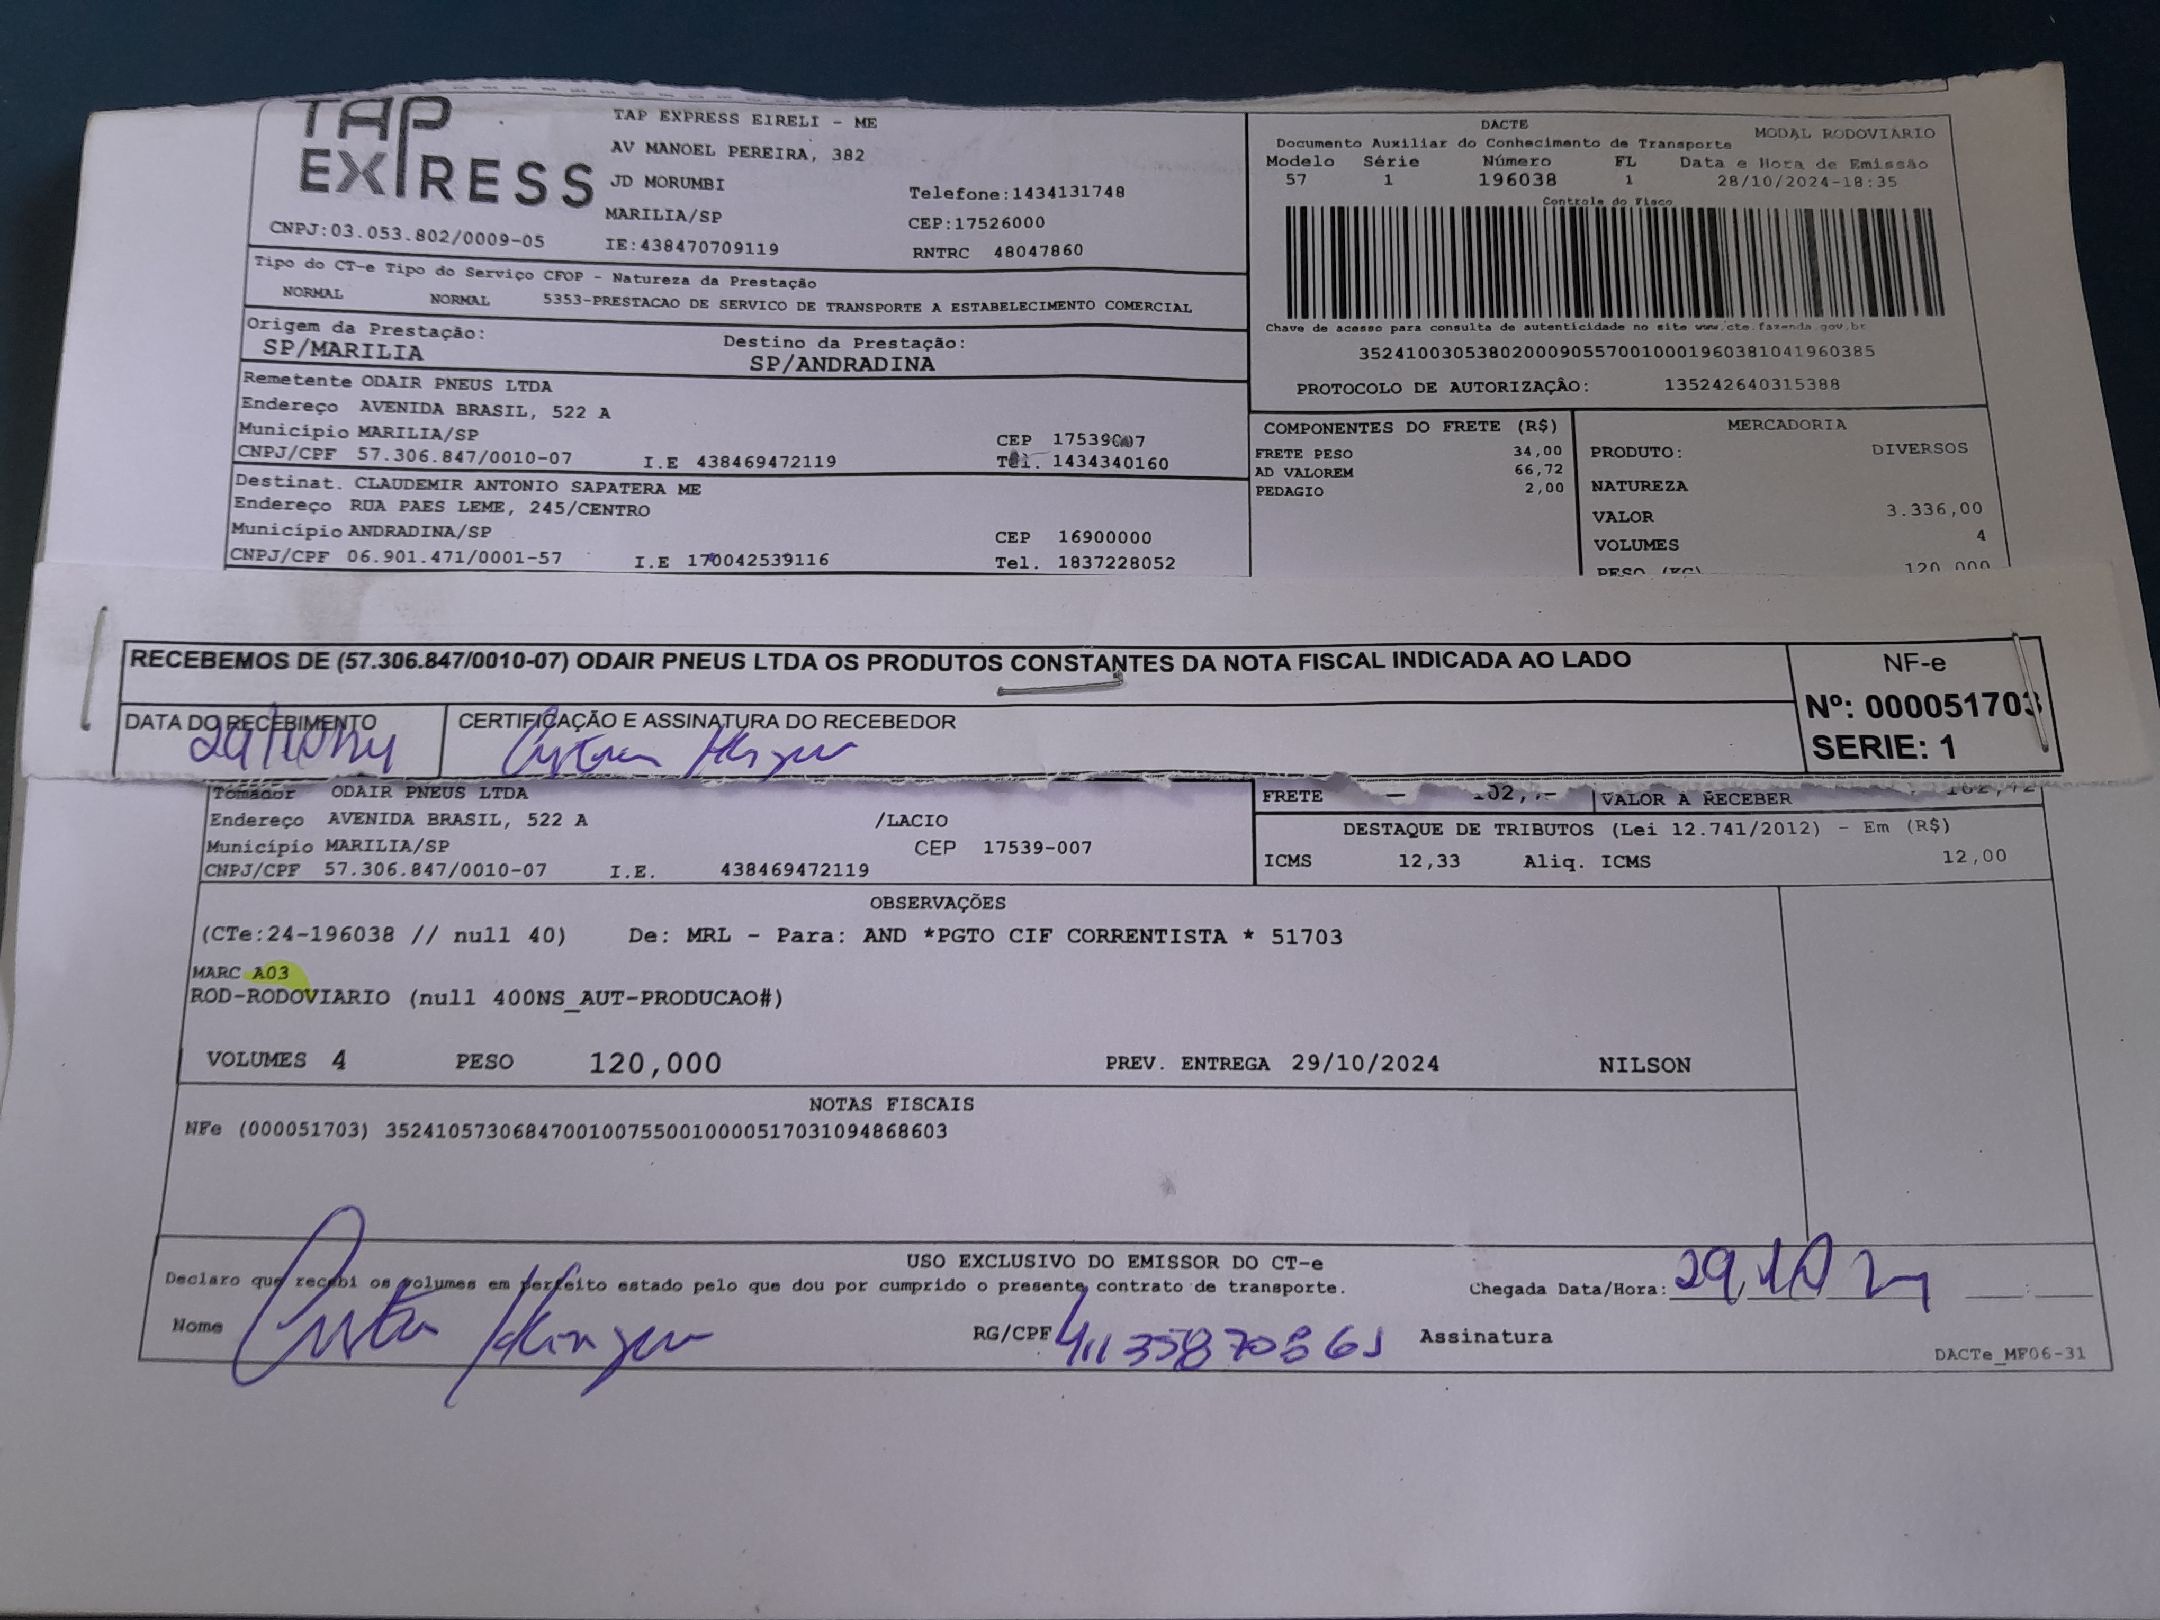 TAP EXPRESS
TAP EXPRESS EIRELI - ME
AV MANOEL PEREIRA, 382
JD MORUMBI
Telefone:1434131748
MARILIA/SP
CEP:17526000
CNPJ:03.053.802/0009-05
IE:438470709119
RNTRC 48047860
DACTE
MODAL RODOVIARIO
Documento Auxiliar do Conhecimento de Transporte
Modelo Série Número FL Data e Hora de Emissão
57 1 196038 1 28/10/2024-18:35
Controle do Fisco
Chave de acesso para consulta de autenticidade no site www.cte.fazenda.gov.br
35241003053802000905570010001960381041960385
PROTOCOLO DE AUTORIZAÇÃO: 135242640315388
Tipo do CT-e Tipo do Serviço CFOP - Natureza da Prestação
NORMAL NORMAL 5353-PRESTACAO DE SERVICO DE TRANSPORTE A ESTABELECIMENTO COMERCIAL
Origem da Prestação: Destino da Prestação:
SP/MARILIA SP/ANDRADINA
Remetente ODAIR PNEUS LTDA
Endereço AVENIDA BRASIL, 522 A
Município MARILIA/SP CEP 17539007
CNPJ/CPF 57.306.847/0010-07 I.E 438469472119 Tel. 1434340160
Destinat. CLAUDEMIR ANTONIO SAPATERA ME
Endereço RUA PAES LEME, 245/CENTRO
Município ANDRADINA/SP CEP 16900000
CNPJ/CPF 06.901.471/0001-57 I.E 170042539116 Tel. 1837228052
COMPONENTES DO FRETE (R$)
FRETE PESO 34,00
AD VALOREM 66,72
PEDAGIO 2,00
MERCADORIA
PRODUTO: DIVERSOS
NATUREZA
VALOR 3.336,00
VOLUMES 4
PESO (KG) 120,000
RECEBEMOS DE (57.306.847/0010-07) ODAIR PNEUS LTDA OS PRODUTOS CONSTANTES DA NOTA FISCAL INDICADA AO LADO
NF-e
Nº: 000051703
SERIE: 1
DATA DO RECEBIMENTO
29/10/24
CERTIFICAÇÃO E ASSINATURA DO RECEBEDOR
Tomador ODAIR PNEUS LTDA
Endereço AVENIDA BRASIL, 522 A /LACIO
Município MARILIA/SP CEP 17539-007
CNPJ/CPF 57.306.847/0010-07 I.E. 438469472119
FRETE VALOR A RECEBER
DESTAQUE DE TRIBUTOS (Lei 12.741/2012) - Em (R$)
ICMS 12,33 Aliq. ICMS 12,00
OBSERVAÇÕES
(CTe:24-196038 // null 40) De: MRL - Para: AND *PGTO CIF CORRENTISTA * 51703
MARC A03
ROD-RODOVIARIO (null 400NS_AUT-PRODUCAO#)
VOLUMES 4 PESO 120,000 PREV. ENTREGA 29/10/2024 NILSON
NOTAS FISCAIS
NFe (000051703) 35241057306847001007550010000517031094868603
USO EXCLUSIVO DO EMISSOR DO CT-e
Declaro que recebi os volumes em perfeito estado pelo que dou por cumprido o presente contrato de transporte.
Chegada Data/Hora: 29/10 24
Nome
RG/CPF 41135870861
Assinatura
DACTe_MF06-31